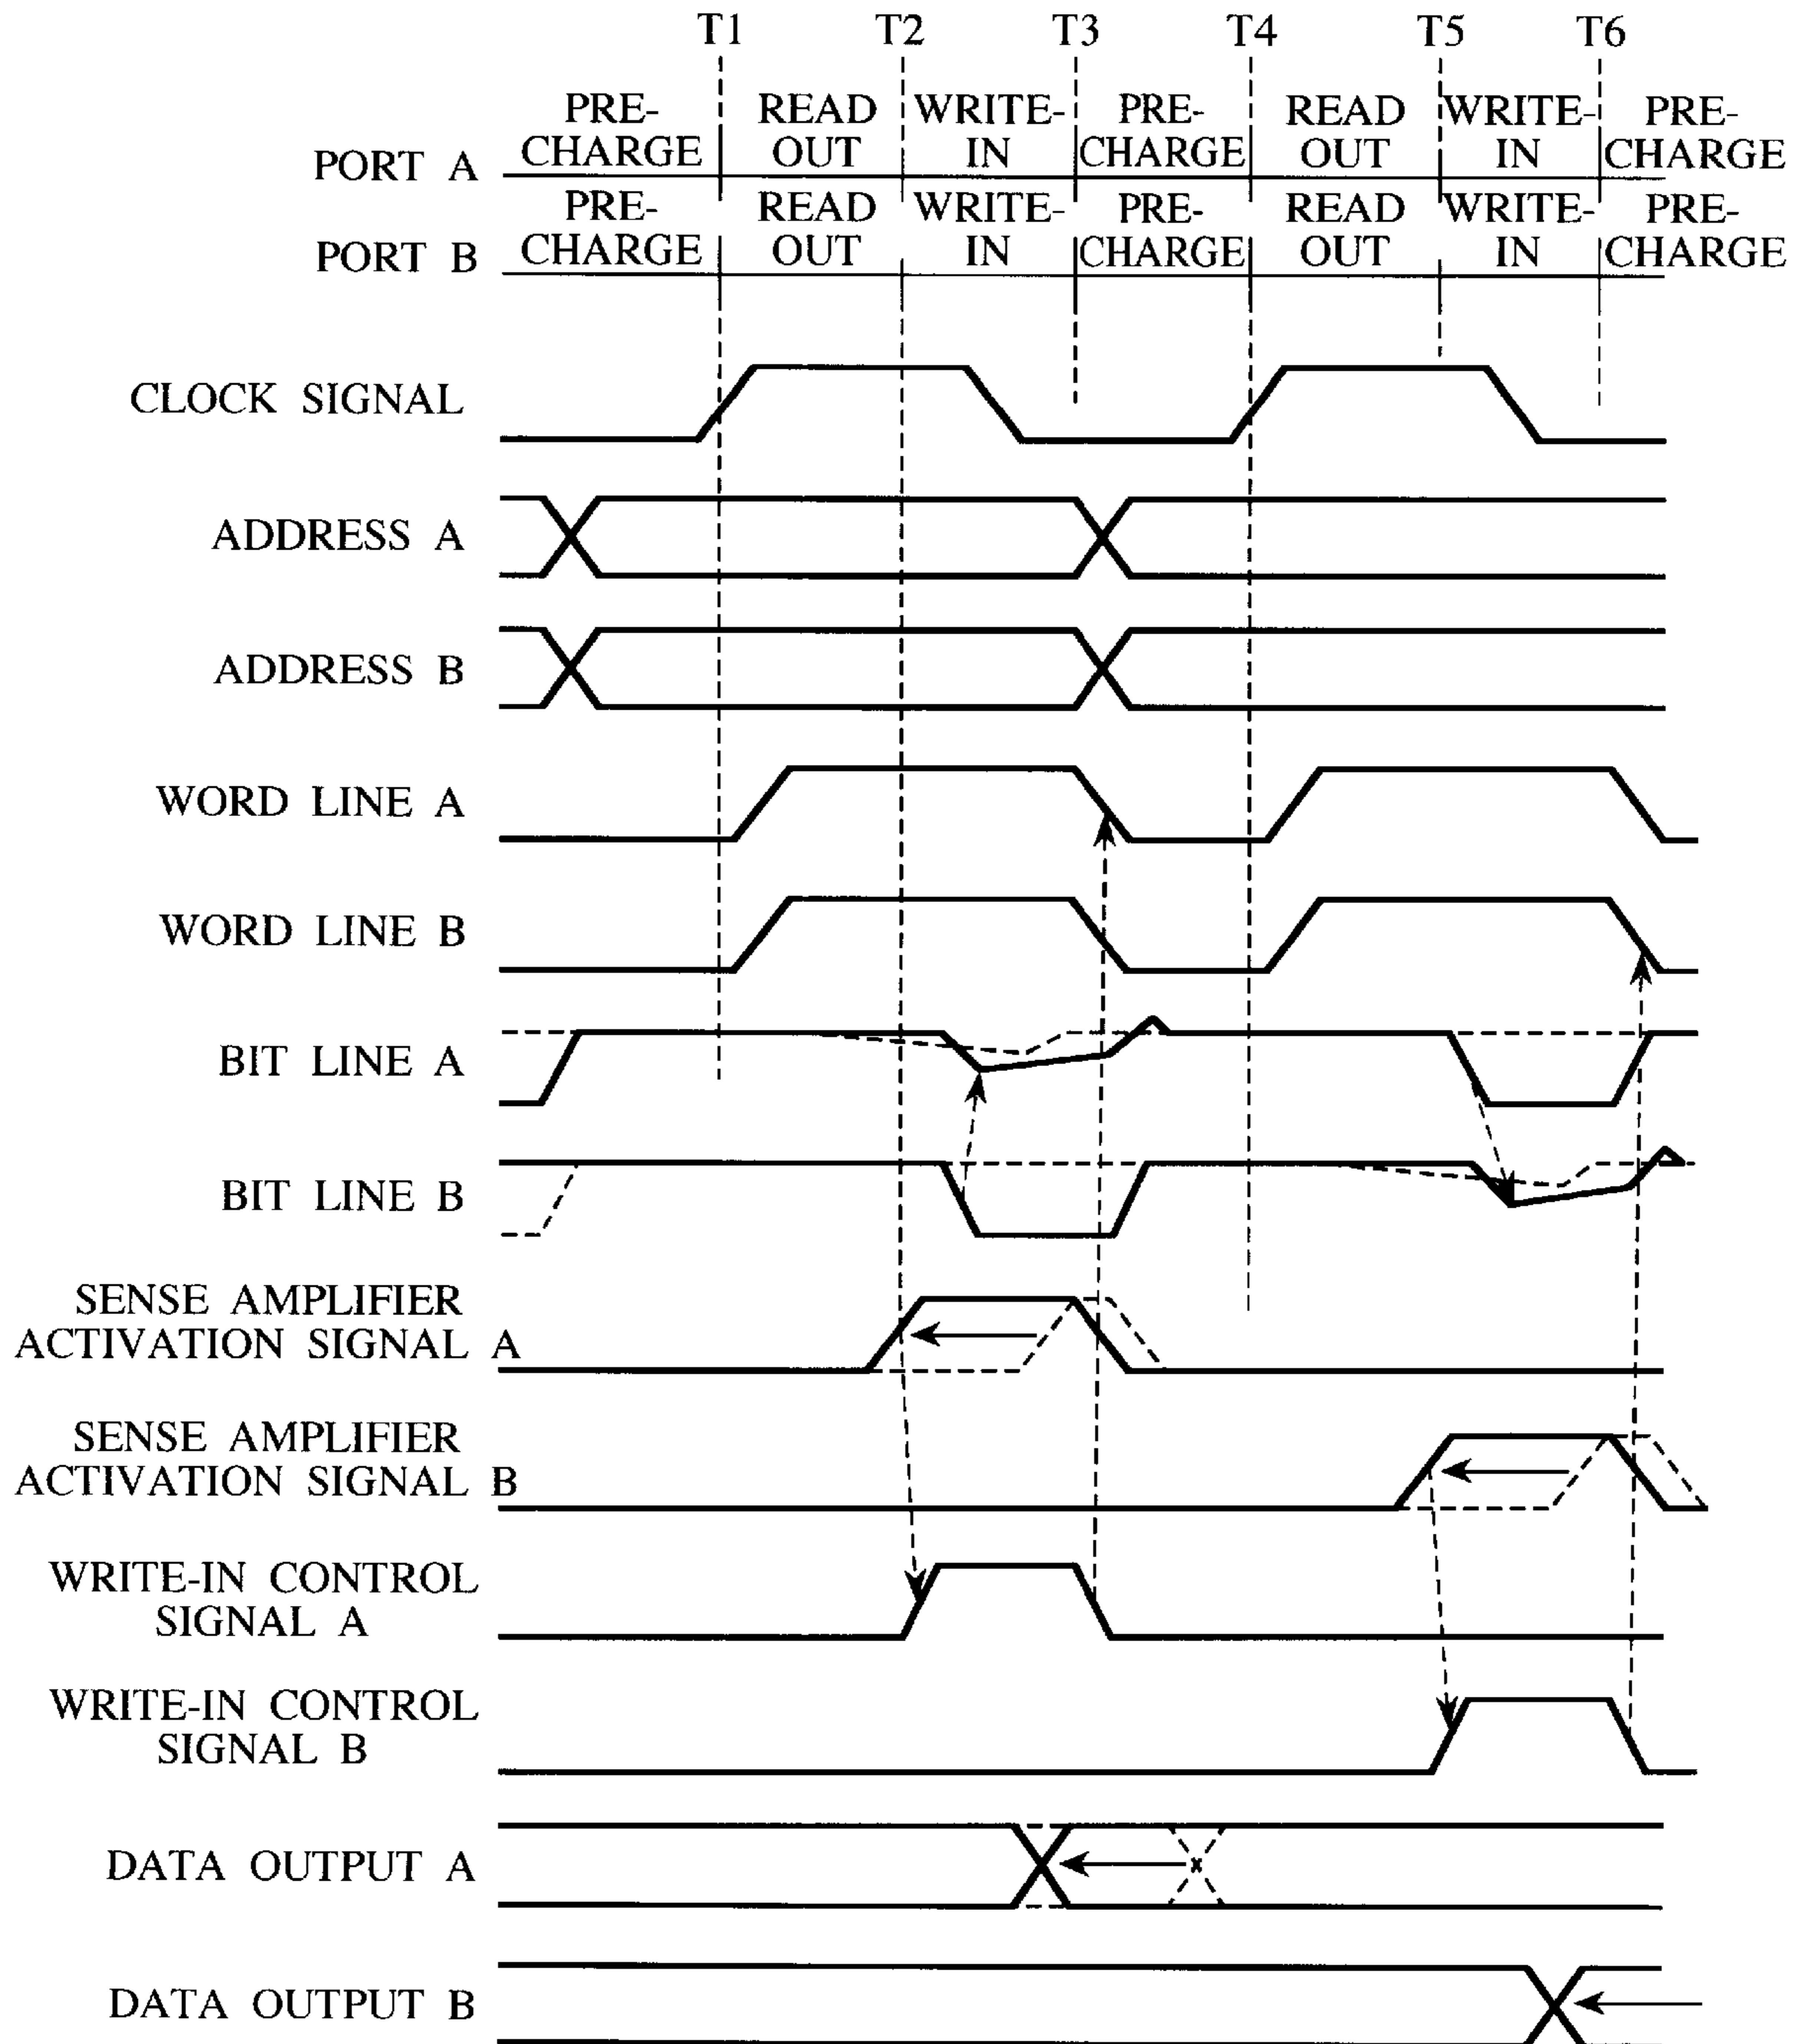 T1 T2 T3 T4 T5 T6
PRE- READ WRITE- PRE- READ WRITE- PRE-
CHARGE OUT IN CHARGE OUT IN CHARGE
PORT A
PRE- READ WRITE- PRE- READ WRITE- PRE-
CHARGE OUT IN CHARGE OUT IN CHARGE
PORT B
CLOCK SIGNAL
ADDRESS A
ADDRESS B
WORD LINE A
WORD LINE B
BIT LINE A
BIT LINE B
SENSE AMPLIFIER
ACTIVATION SIGNAL A
SENSE AMPLIFIER
ACTIVATION SIGNAL B
WRITE-IN CONTROL
SIGNAL A
WRITE-IN CONTROL
SIGNAL B
DATA OUTPUT A
DATA OUTPUT B